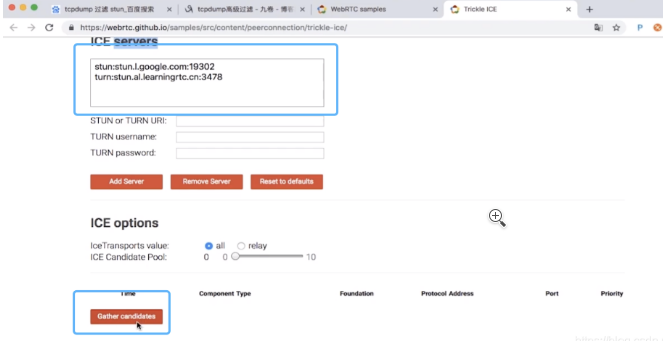 tcpdump 过滤 stun_百度搜索
tcpdump高级过滤 - 九卷 - 博
WebRTC samples
Trickle ICE
https://webrtc.github.io/samples/src/content/peerconnection/trickle-ice/
ICE servers
stun:stun.l.google.com:19302
turn:stun.al.learningrtc.cn:3478
STUN or TURN URI:
TURN username:
TURN password:
Add Server
Remove Server
Reset to defaults
ICE options
IceTransports value: all relay
ICE Candidate Pool: 0 0 10
Time Component Type Foundation Protocol Address Port Priority
Gather candidates